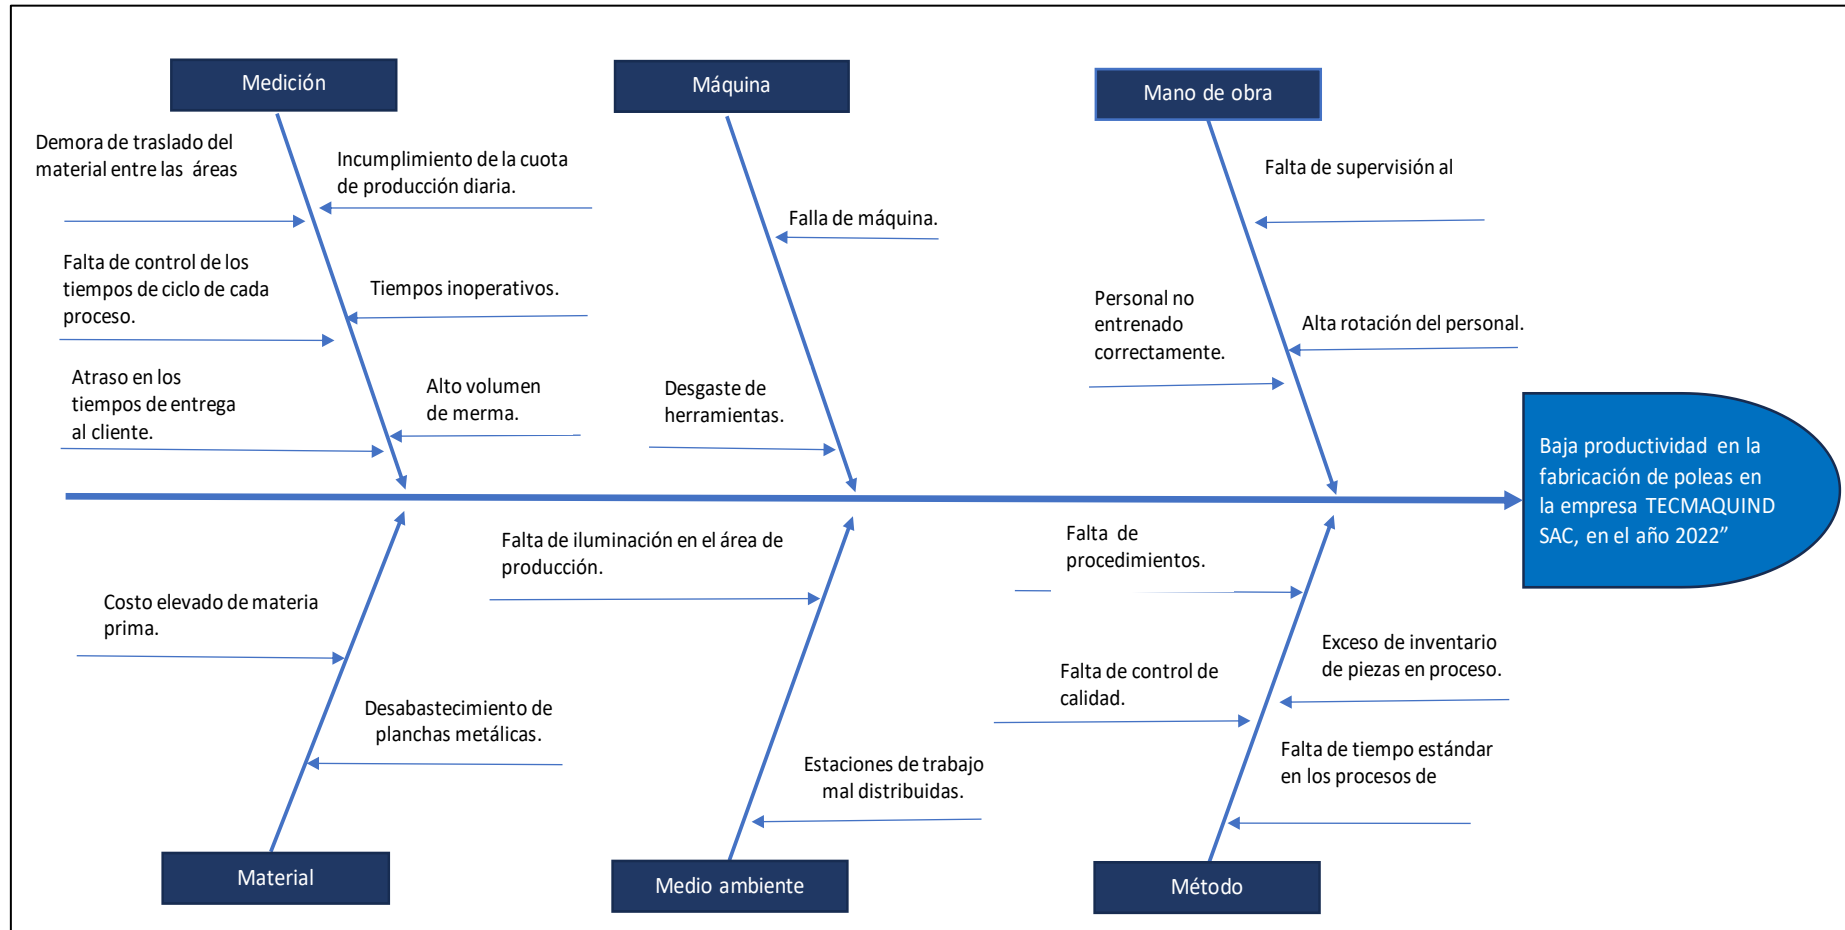 Medición
Máquina
Mano de obra
Demora de traslado del
material entre las áreas
Incumplimiento de la cuota
de producción diaria.
Falta de supervisión al
Falla de máquina.
Falta de control de los
tiempos de ciclo de cada
proceso.
Tiempos inoperativos.
Personal no
entrenado
correctamente.
Alta rotación del personal.
Atraso en los
tiempos de entrega
al cliente.
Alto volumen
de merma.
Desgaste de
herramientas.
Baja productividad en la
fabricación de poleas en
la empresa TECMAQUIND
SAC, en el año 2022”
Falta de iluminación en el área de
producción.
Falta de
procedimientos.
Costo elevado de materia
prima.
Exceso de inventario
de piezas en proceso.
Falta de control de
calidad.
Desabastecimiento de
planchas metálicas.
Falta de tiempo estándar
en los procesos de
Estaciones de trabajo
mal distribuidas.
Material
Medio ambiente
Método